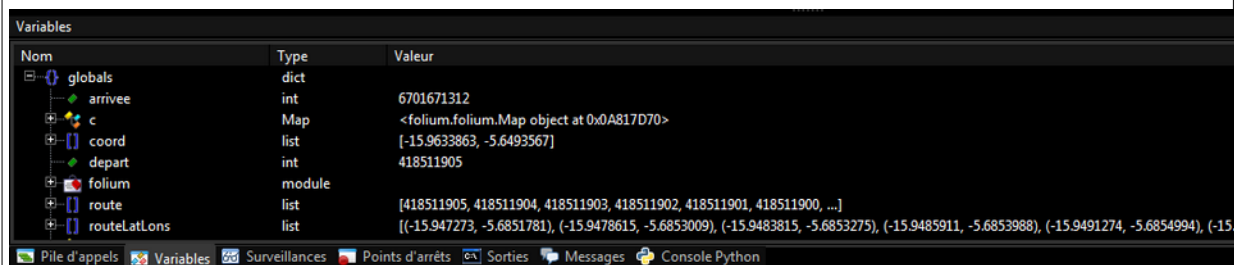 Variables
Nom Type Valeur
globals dict
arrivee int 6701671312
c Map <folium.folium.Map object at 0x0A817D70>
coord list [-15.9633863, -5.6493567]
depart int 418511905
folium module
route list [418511905, 418511904, 418511903, 418511902, 418511901, 418511900, ...]
routeLatLons list [(-15.947273, -5.6851781), (-15.9478615, -5.6853009), (-15.9483815, -5.6853275), (-15.9485911, -5.6853988), (-15.9491274, -5.6854994), (-15.
Pile d'appels Variables Surveillances Points d'arrêts Sorties Messages Console Python